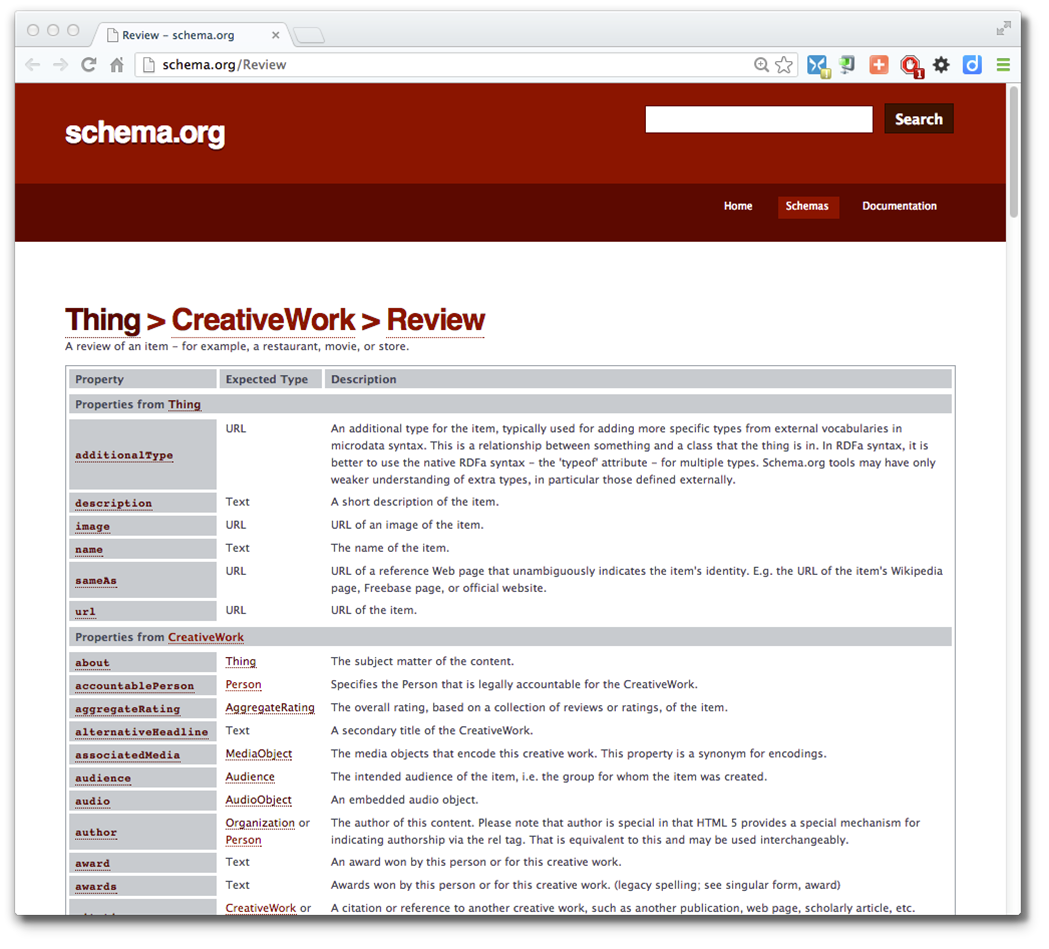 Review – schema.org
schema.org/Review
1
1
schema.org
Search
Home
Schemas
Documentation
Thing > CreativeWork > Review
A review of an item – for example, a restaurant, movie, or store.
Property Expected Type Description
Properties from Thing
additionalType URL An additional type for the item, typically used for adding more specific types from external vocabularies in
microdata syntax. This is a relationship between something and a class that the thing is in. In RDFa syntax, it is
better to use the native RDFa syntax – the 'typeof' attribute – for multiple types. Schema.org tools may have only
weaker understanding of extra types, in particular those defined externally.
description Text A short description of the item.
image URL URL of an image of the item.
name Text The name of the item.
sameAs URL URL of a reference Web page that unambiguously indicates the item's identity. E.g. the URL of the item's Wikipedia
page, Freebase page, or official website.
url URL URL of the item.
Properties from CreativeWork
about Thing The subject matter of the content.
accountablePerson Person Specifies the Person that is legally accountable for the CreativeWork.
aggregateRating AggregateRating The overall rating, based on a collection of reviews or ratings, of the item.
alternativeHeadline Text A secondary title of the CreativeWork.
associatedMedia MediaObject The media objects that encode this creative work. This property is a synonym for encodings.
audience Audience The intended audience of the item, i.e. the group for whom the item was created.
audio AudioObject An embedded audio object.
author Organization or The author of this content. Please note that author is special in that HTML 5 provides a special mechanism for
Person indicating authorship via the rel tag. That is equivalent to this and may be used interchangeably.
award Text An award won by this person or for this creative work.
awards Text Awards won by this person or for this creative work. (legacy spelling; see singular form, award)
CreativeWork or A citation or reference to another creative work, such as another publication, web page, scholarly article, etc.